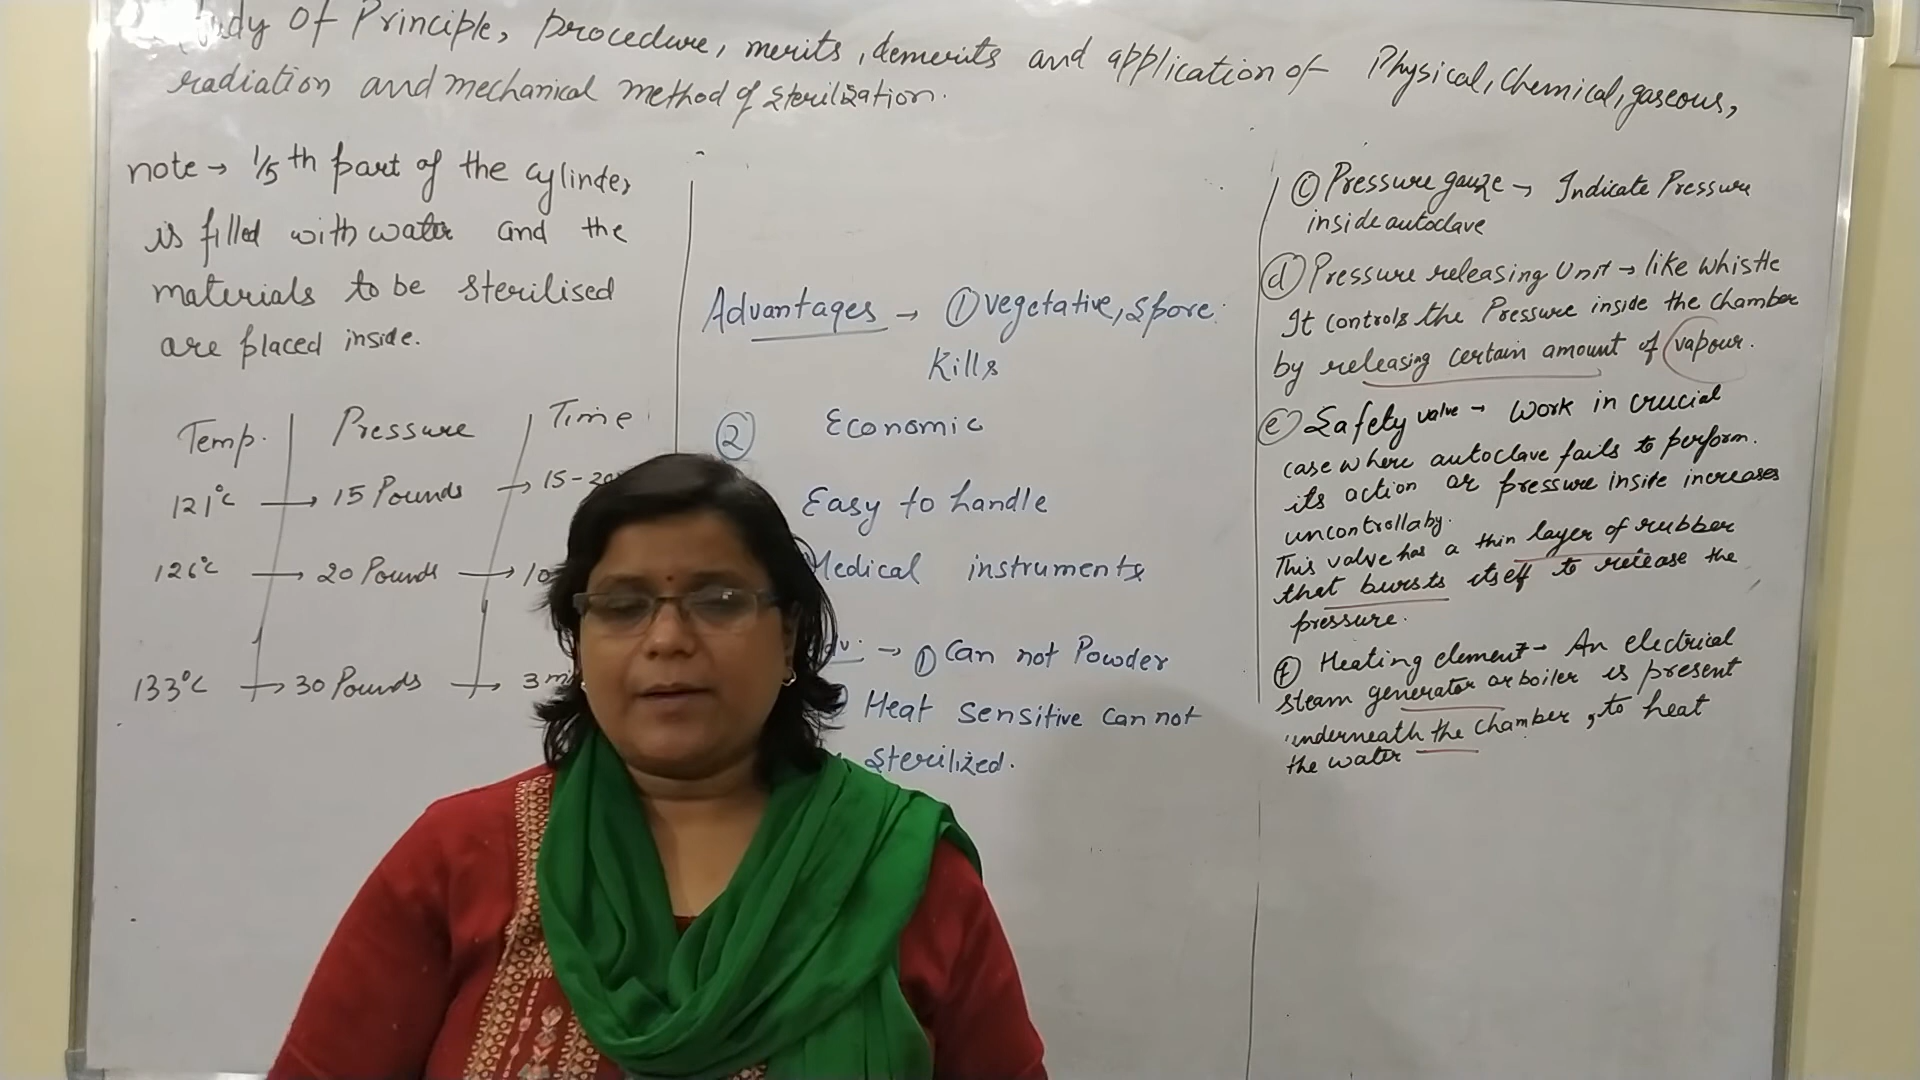 study of Principle, procedure, merits, demerits and application of Physical, Chemical, gaseous,
radiation and mechanical method of sterilization.
note → 1/5th part of the cylinder
is filled with water and the
materials to be sterilised
are placed inside.
Temp. Pressure Time
121°C → 15 Pounds → 15-20
126°C → 20 Pounds → 10
133°C → 30 Pounds → 3 mi
Advantages → ① vegetative, spore
kills
② Economic
Easy to handle
Medical instruments
adv. → ① Can not Powder
Heat sensitive can not
sterilized.
ⓒ Pressure gauze → Indicate Pressure
inside autoclave
ⓓ Pressure releasing Unit → like whistle
It controls the Pressure inside the chamber
by releasing certain amount of vapour.
ⓔ Safety valve → Work in crucial
case where autoclave fails to perform.
its action or pressure inside increases
uncontrollaby.
This valve has a thin layer of rubber
that bursts itself to release the
pressure.
ⓕ Heating element → An electrical
steam generator or boiler is present
underneath the chamber, to heat
the water